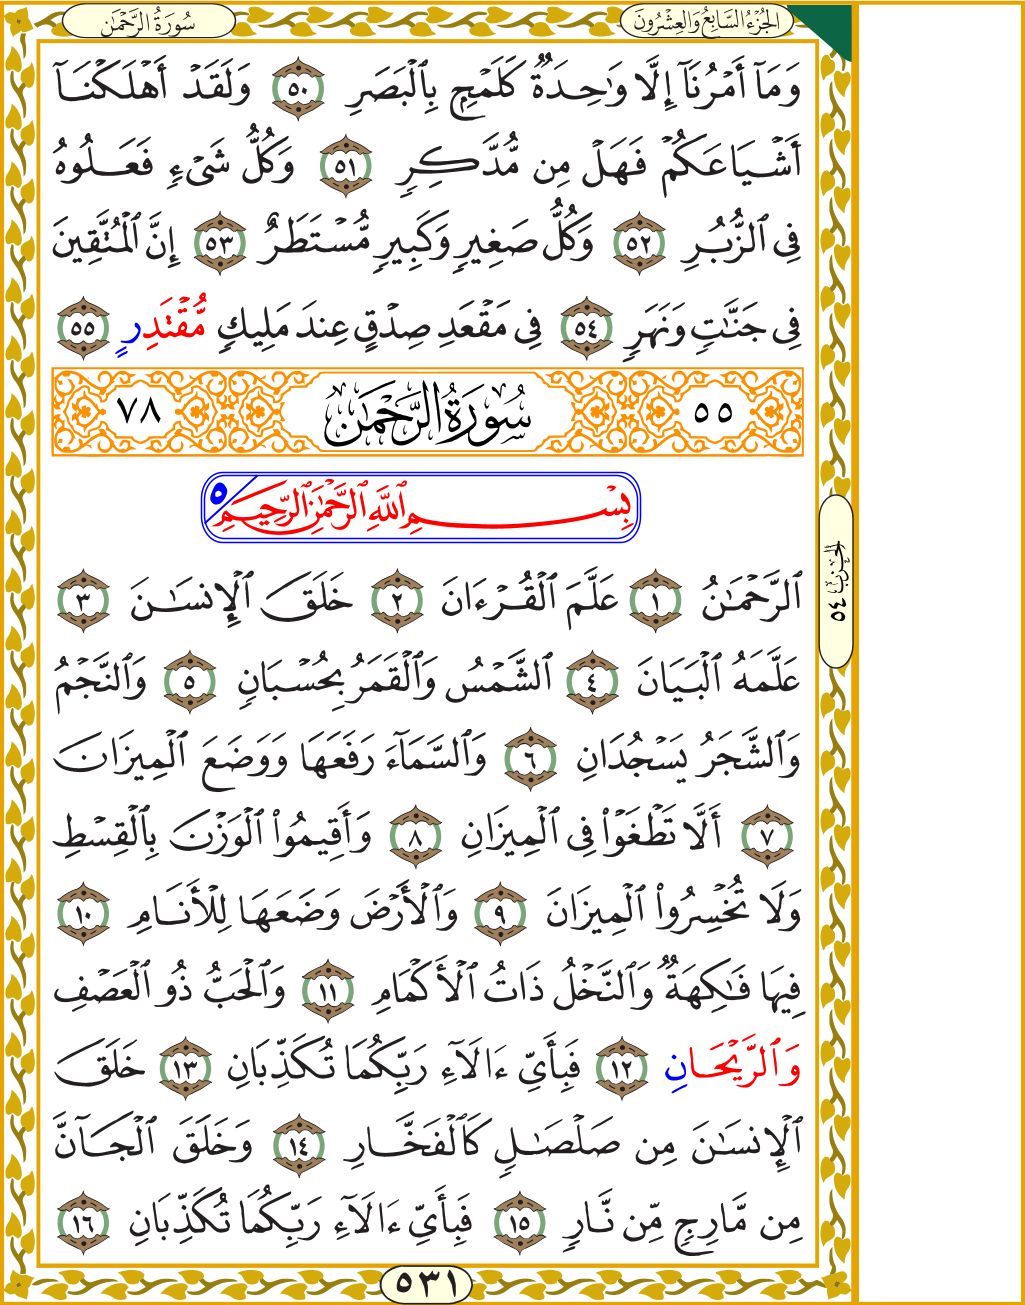 سُورَةُ الرَّحْمَٰن
الجُزءُ السَّابِعُ وَالعِشْرُونَ
وَمَآ أَمْرُنَآ إِلَّا وَٰحِدَةٌ كَلَمْحٍۭ بِٱلْبَصَرِ ٥٠ وَلَقَدْ أَهْلَكْنَآ
أَشْيَاعَكُمْ فَهَلْ مِن مُّدَّكِرٍ ٥١ وَكُلُّ شَىْءٍ فَعَلُوهُ
فِى ٱلزُّبُرِ ٥٢ وَكُلُّ صَغِيرٍ وَكَبِيرٍ مُّسْتَطَرٌ ٥٣ إِنَّ ٱلْمُتَّقِينَ
فِى جَنَّٰتٍ وَنَهَرٍ ٥٤ فِى مَقْعَدِ صِدْقٍ عِندَ مَلِيكٍ مُّقْتَدِرٍۭ ٥٥
٥٥ سُورَةُ الرَّحْمَٰن ٧٨
بِسْمِ ٱللَّهِ ٱلرَّحْمَٰنِ ٱلرَّحِيمِ ٥
ٱلرَّحْمَٰنُ ١ عَلَّمَ ٱلْقُرْءَانَ ٢ خَلَقَ ٱلْإِنسَٰنَ ٣
عَلَّمَهُ ٱلْبَيَانَ ٤ ٱلشَّمْسُ وَٱلْقَمَرُ بِحُسْبَانٍ ٥ وَٱلنَّجْمُ
وَٱلشَّجَرُ يَسْجُدَانِ ٦ وَٱلسَّمَآءَ رَفَعَهَا وَوَضَعَ ٱلْمِيزَانَ
٧ أَلَّا تَطْغَوْا۟ فِى ٱلْمِيزَانِ ٨ وَأَقِيمُوا۟ ٱلْوَزْنَ بِٱلْقِسْطِ
وَلَا تُخْسِرُوا۟ ٱلْمِيزَانَ ٩ وَٱلْأَرْضَ وَضَعَهَا لِلْأَنَامِ ١٠
فِيهَا فَٰكِهَةٌ وَٱلنَّخْلُ ذَاتُ ٱلْأَكْمَامِ ١١ وَٱلْحَبُّ ذُو ٱلْعَصْفِ
وَٱلرَّيْحَانِ ١٢ فَبِأَىِّ ءَالَآءِ رَبِّكُمَا تُكَذِّبَانِ ١٣ خَلَقَ
ٱلْإِنسَٰنَ مِن صَلْصَٰلٍ كَٱلْفَخَّارِ ١٤ وَخَلَقَ ٱلْجَآنَّ
مِن مَّارِجٍ مِّن نَّارٍ ١٥ فَبِأَىِّ ءَالَآءِ رَبِّكُمَا تُكَذِّبَانِ ١٦
الحزب ٥٤
٥٣١